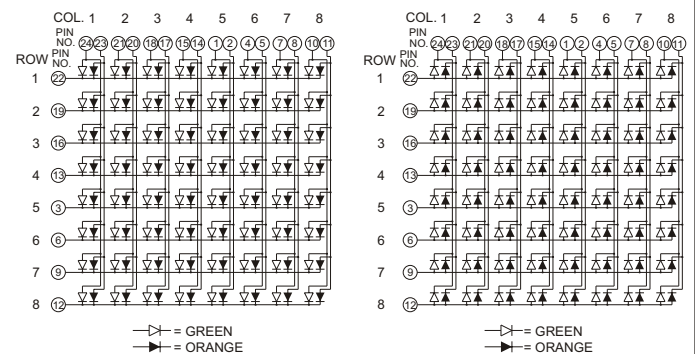 COL. 1 2 3 4 5 6 7 8
PIN NO. 24 23 21 20 18 17 15 14 1 2 4 5 7 8 10 11
ROW PIN NO.
1 22
2 19
3 16
4 13
5 3
6 6
7 9
8 12
= GREEN
= ORANGE
COL. 1 2 3 4 5 6 7 8
PIN NO. 24 23 21 20 18 17 15 14 1 2 4 5 7 8 10 11
ROW PIN NO.
1 22
2 19
3 16
4 13
5 3
6 6
7 9
8 12
= GREEN
= ORANGE